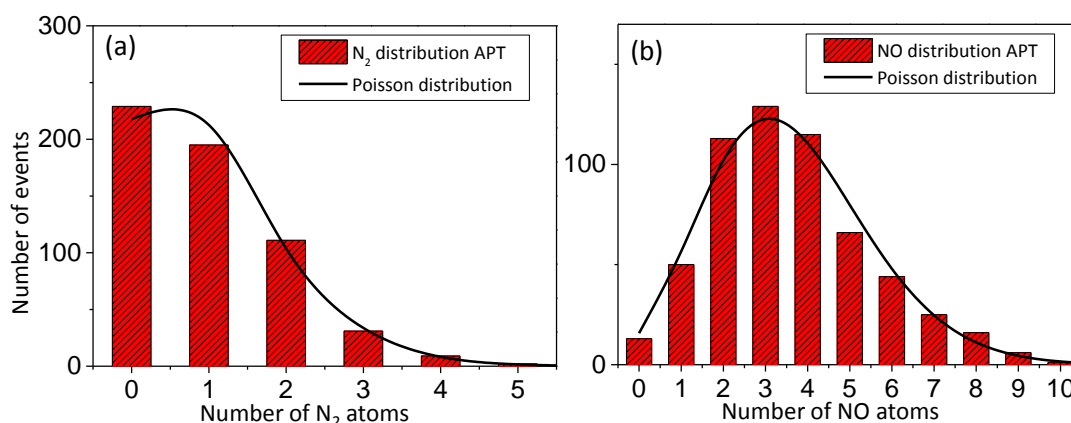 (a)
N₂ distribution APT
Poisson distribution
Number of events
300
200
100
0
0 1 2 3 4 5
Number of N₂ atoms
(b)
NO distribution APT
Poisson distribution
100
0
0 1 2 3 4 5 6 7 8 9 10
Number of NO atoms